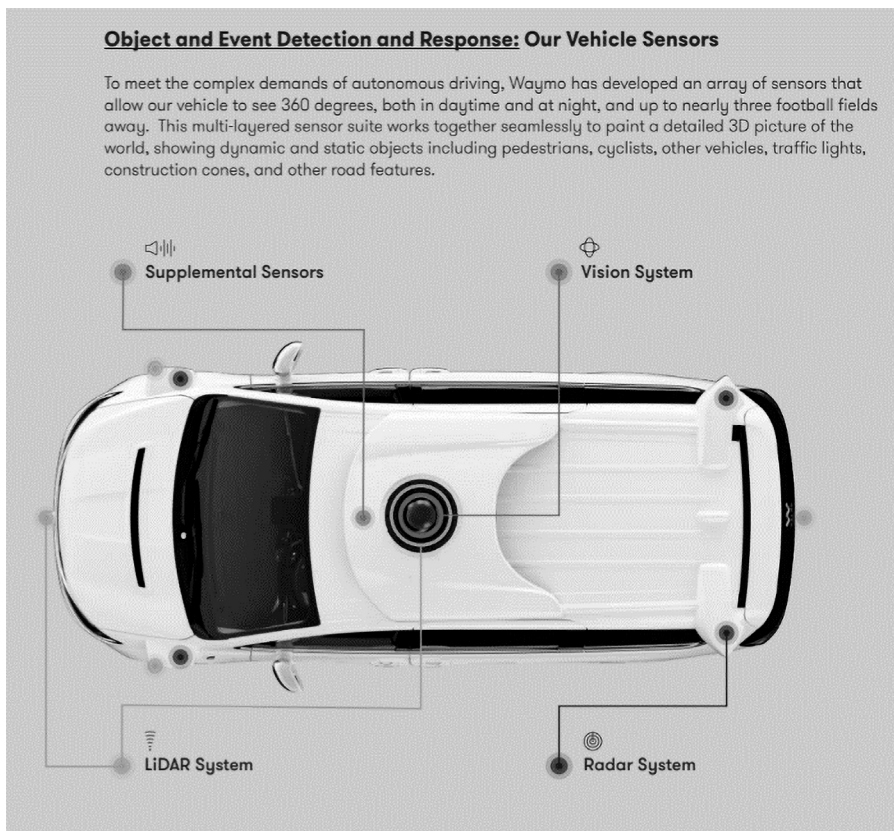 Object and Event Detection and Response: Our Vehicle Sensors
To meet the complex demands of autonomous driving, Waymo has developed an array of sensors that
allow our vehicle to see 360 degrees, both in daytime and at night, and up to nearly three football fields
away.  This multi-layered sensor suite works together seamlessly to paint a detailed 3D picture of the
world, showing dynamic and static objects including pedestrians, cyclists, other vehicles, traffic lights,
construction cones, and other road features.
Supplemental Sensors
Vision System
LiDAR System
Radar System